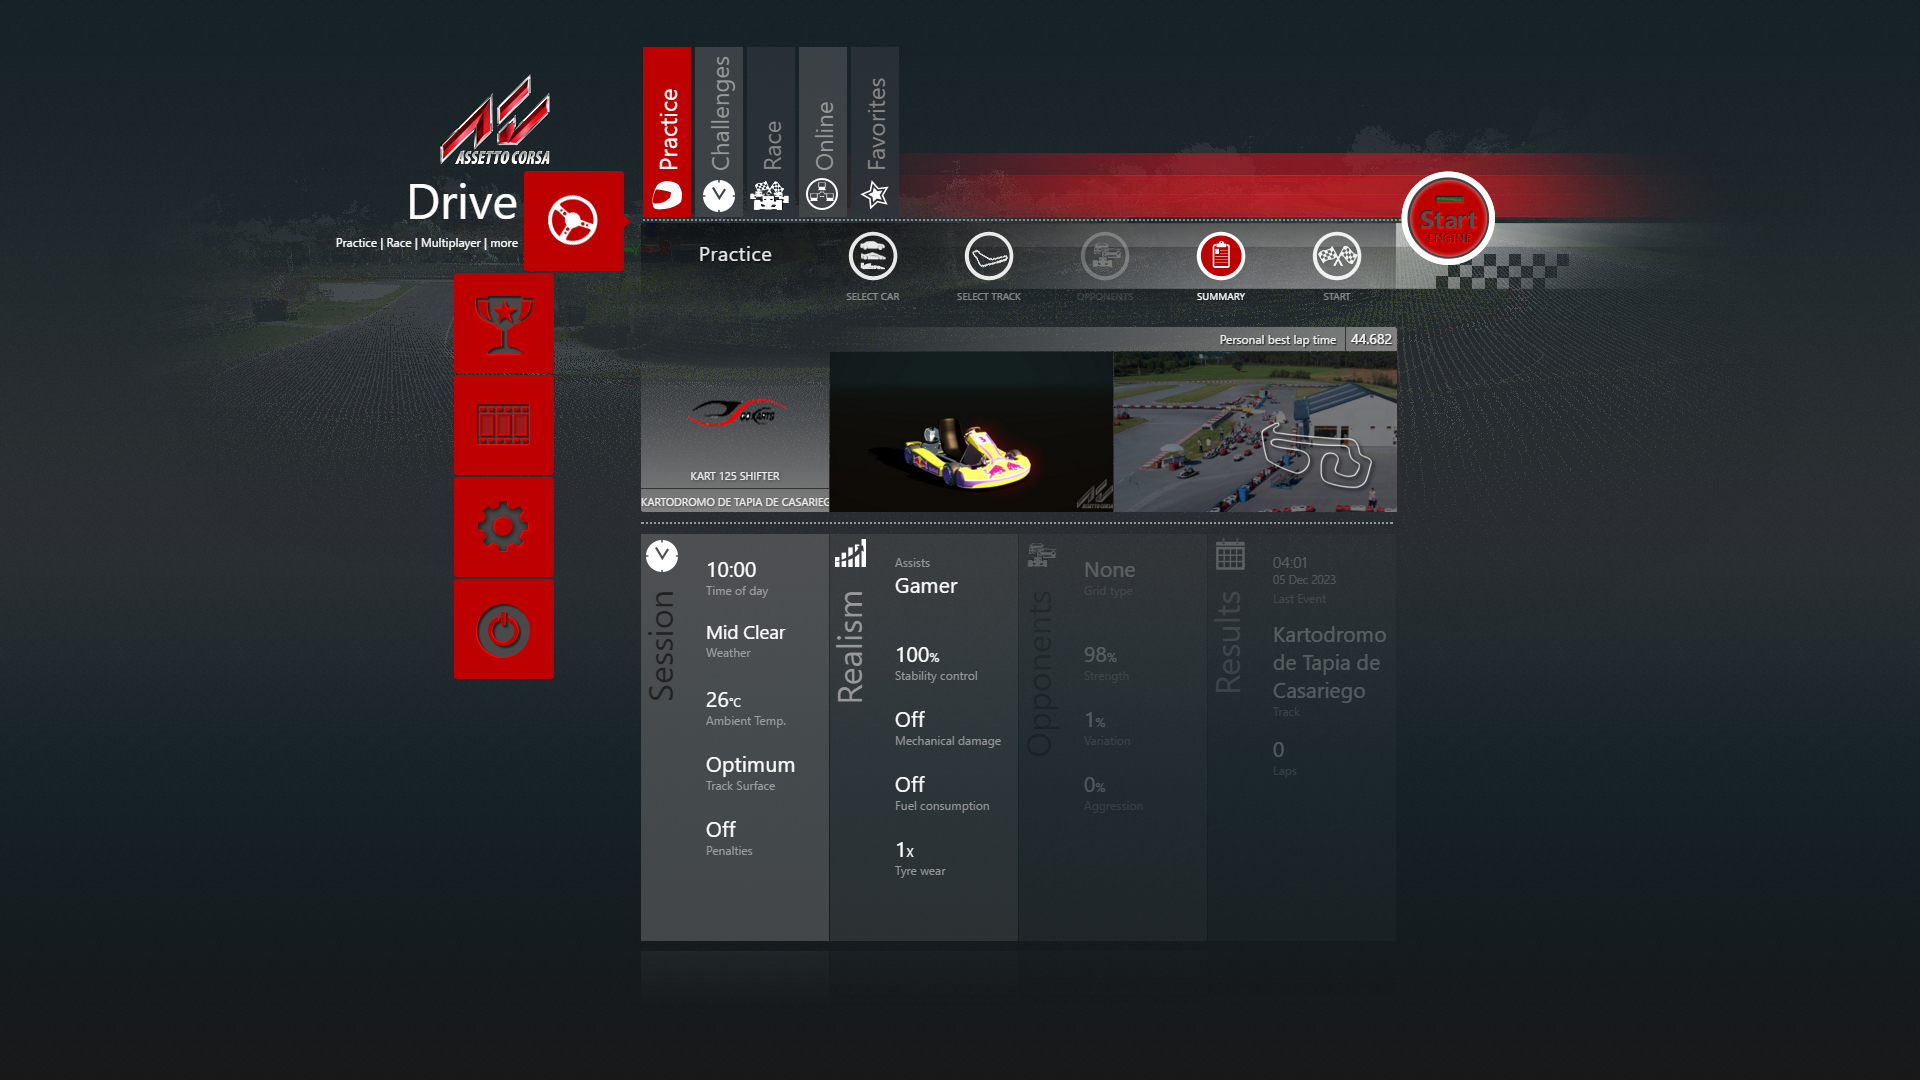 Practice
Challenges
Race
Online
Favorites
ASSETTO CORSA
Drive
Practice | Race | Multiplayer | more
Start
ENGINE
Practice
SELECT CAR
SELECT TRACK
OPPONENTS
SUMMARY
START
Personal best lap time
44.682
KART 125 SHIFTER
KARTODROMO DE TAPIA DE CASARIEG
ASSETTO CORSA
Session
10:00
Time of day
Mid Clear
Weather
26°C
Ambient Temp.
Optimum
Track Surface
Off
Penalties
Realism
Assists
Gamer
100%
Stability control
Off
Mechanical damage
Off
Fuel consumption
1x
Tyre wear
Opponents
None
Grid type
98%
Strength
1%
Variation
0%
Aggression
Results
04:01
05 Dec 2023
Last Event
Kartodromo
de Tapia de
Casariego
Track
0
Laps